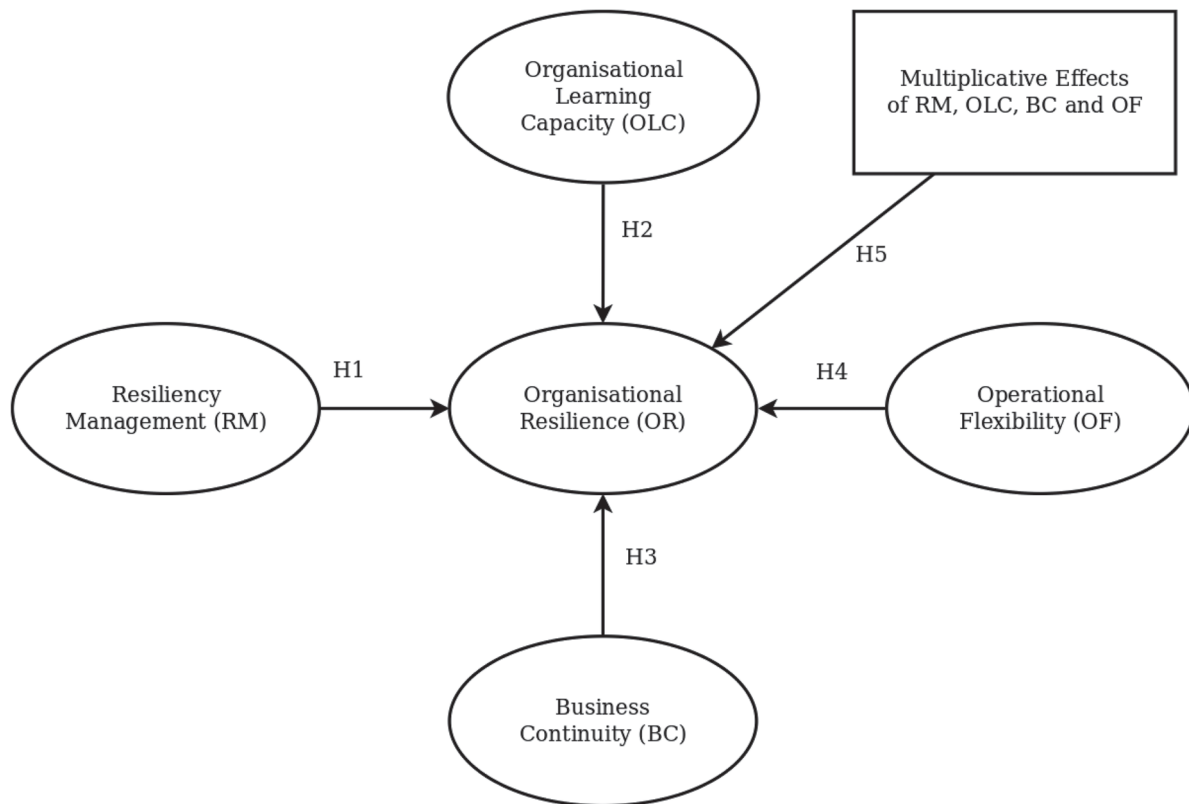 Organisational
Learning
Capacity (OLC)
Multiplicative Effects
of RM, OLC, BC and OF
H2
H5
Resiliency
Management (RM)
H1
Organisational
Resilience (OR)
H4
Operational
Flexibility (OF)
H3
Business
Continuity (BC)